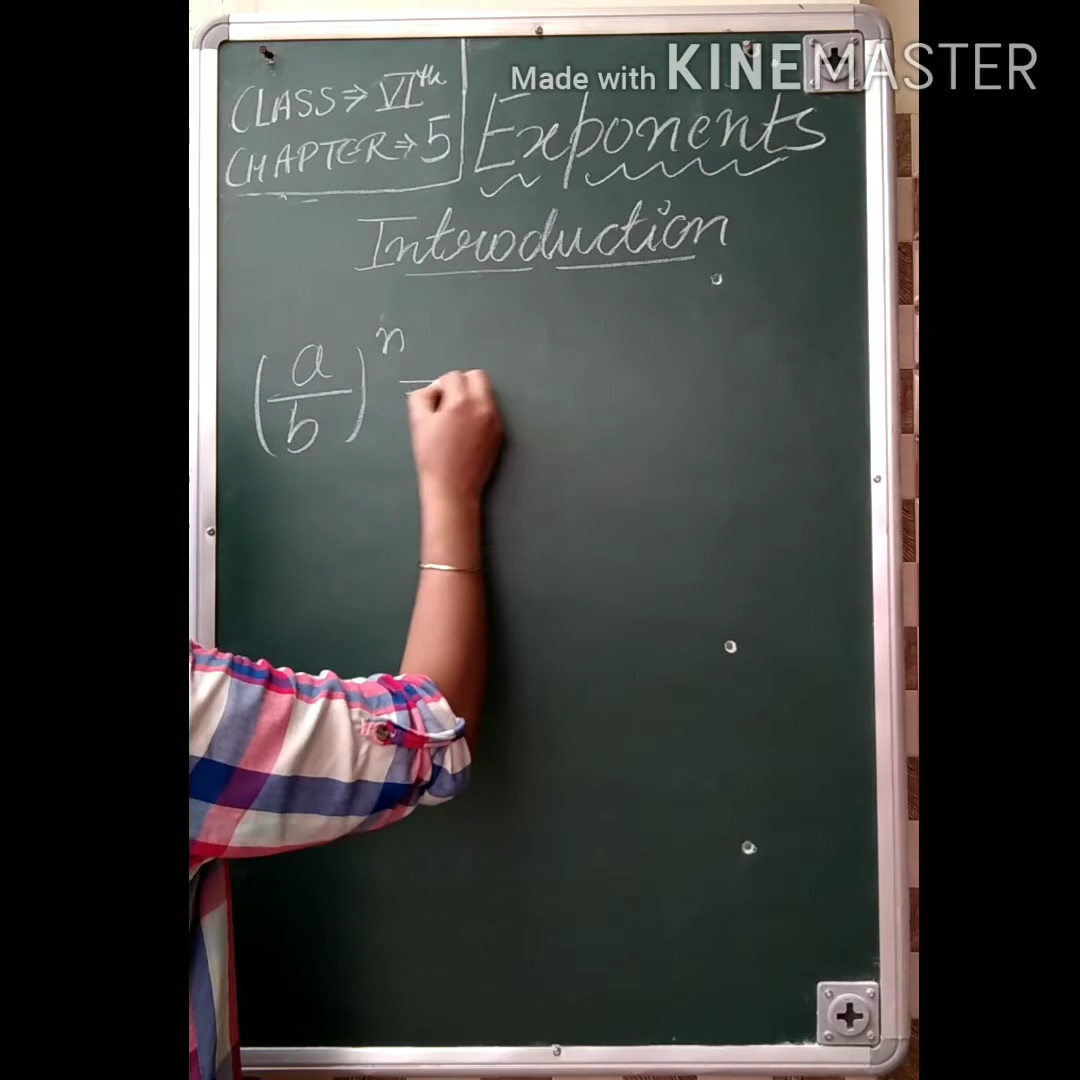 Made with KINEMASTER
CLASS ⇒ VIth
CHAPTER ⇒ 5
Exponents
Introduction
(a/b)^n =